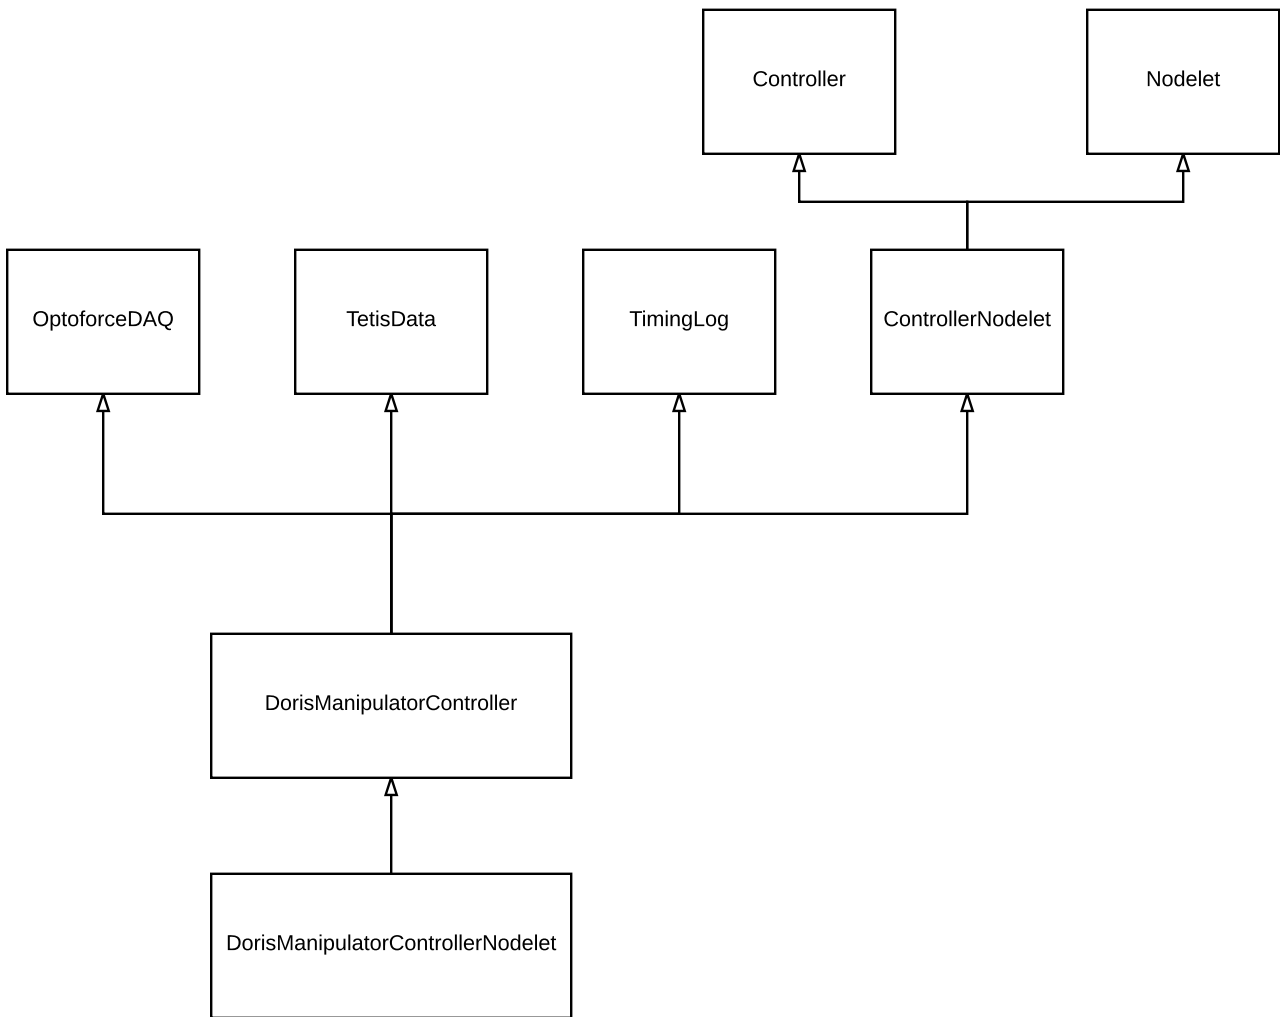 Controller
Nodelet
OptoforceDAQ
TetisData
TimingLog
ControllerNodelet
DorisManipulatorController
DorisManipulatorControllerNodelet